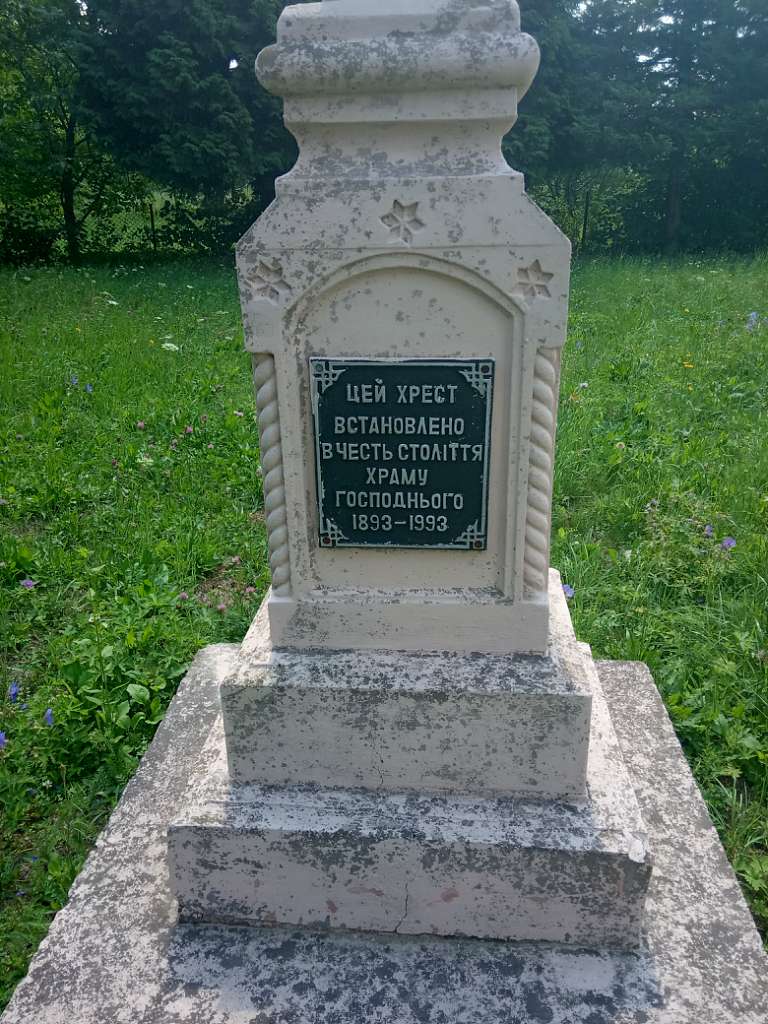 ЦЕЙ ХРЕСТ
ВСТАНОВЛЕНО
В ЧЕСТЬ СТОЛІТТЯ
ХРАМУ
ГОСПОДНЬОГО
1893-1993